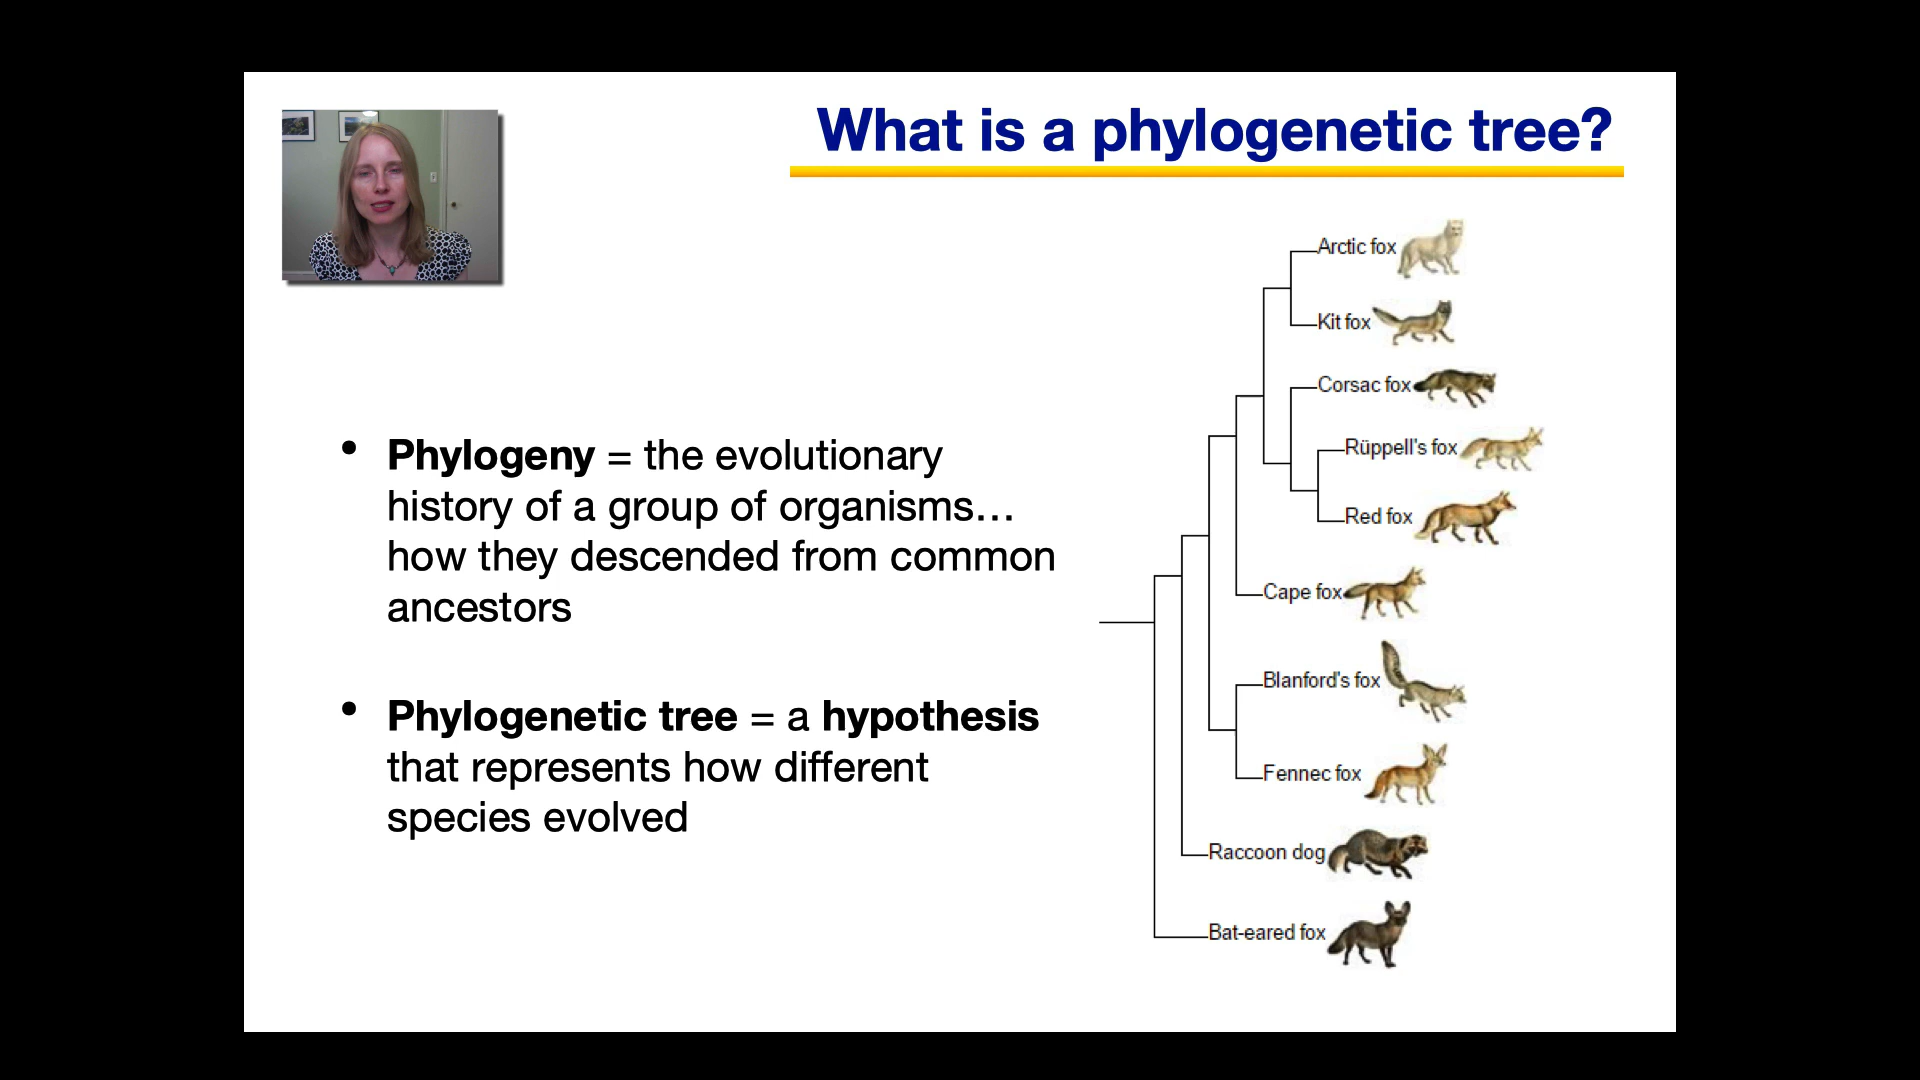 What is a phylogenetic tree?
• Phylogeny = the evolutionary
history of a group of organisms…
how they descended from common
ancestors
• Phylogenetic tree = a hypothesis
that represents how different
species evolved
Arctic fox
Kit fox
Corsac fox
Rüppell's fox
Red fox
Cape fox
Blanford's fox
Fennec fox
Raccoon dog
Bat-eared fox